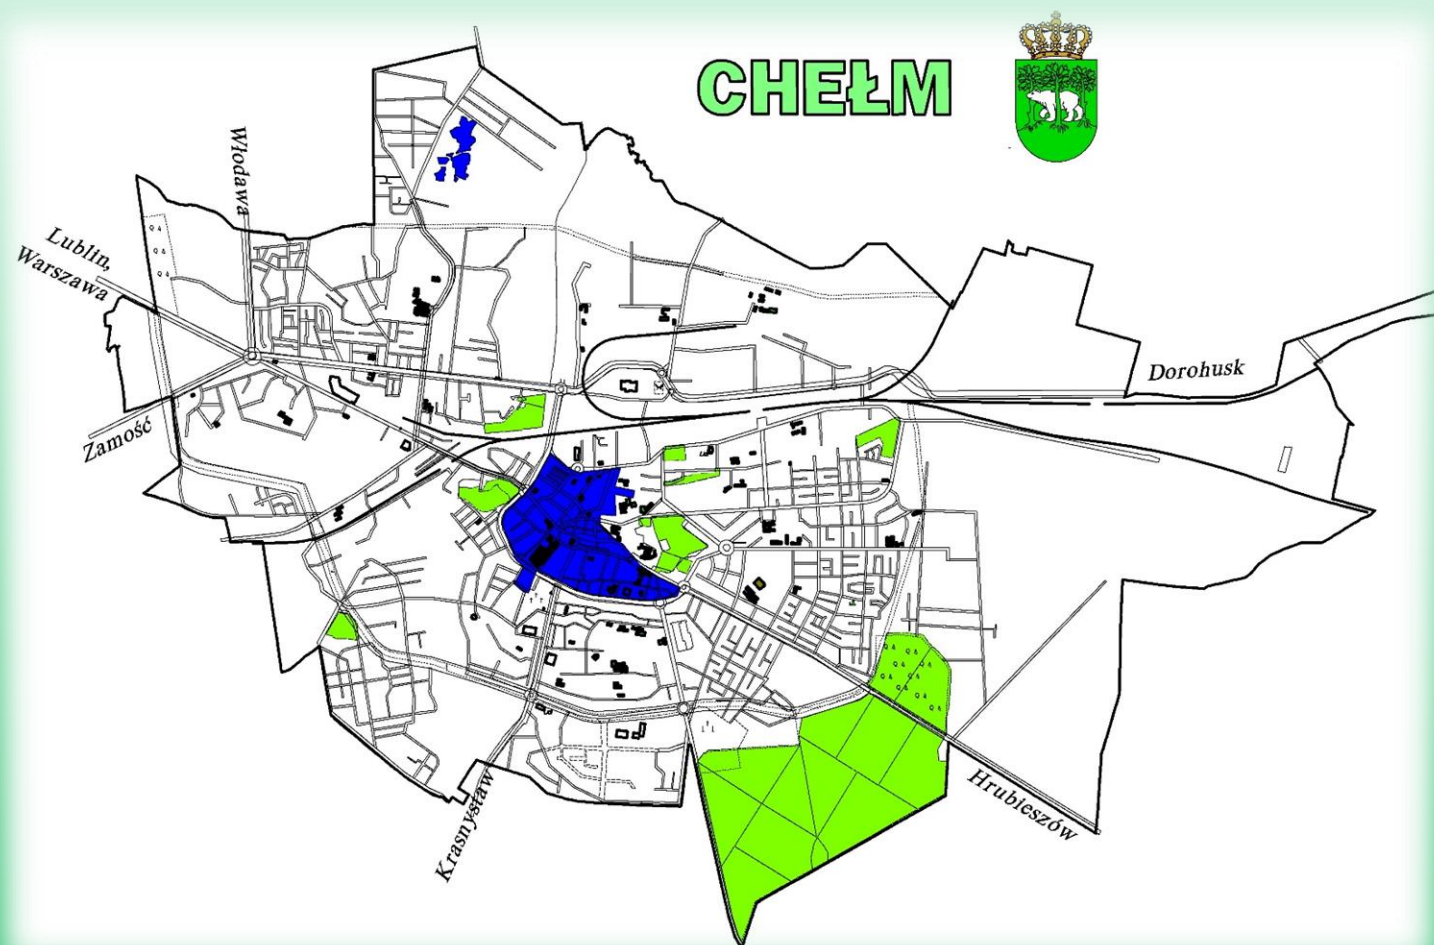 CHEŁM
Włodawa
Lublin,
Warszawa
Dorohusk
Zamość
Hrubieszów
Krasnystaw